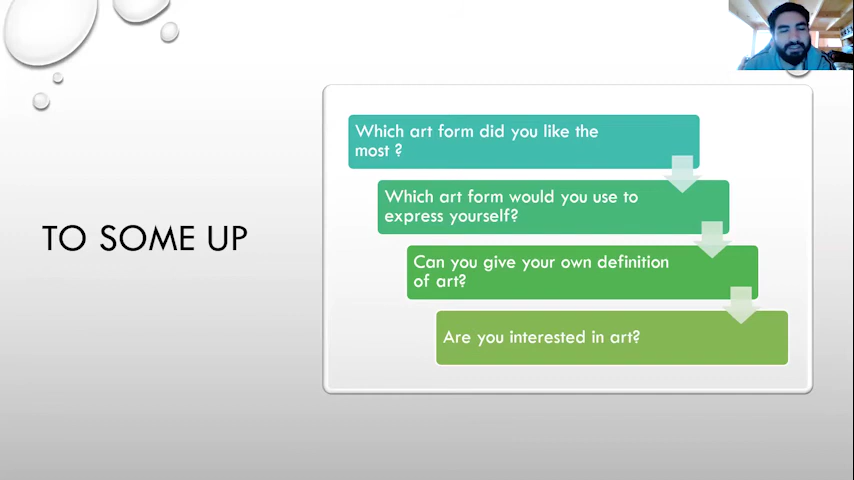 TO SOME UP
Which art form did you like the
most ?
Which art form would you use to
express yourself?
Can you give your own definition
of art?
Are you interested in art?